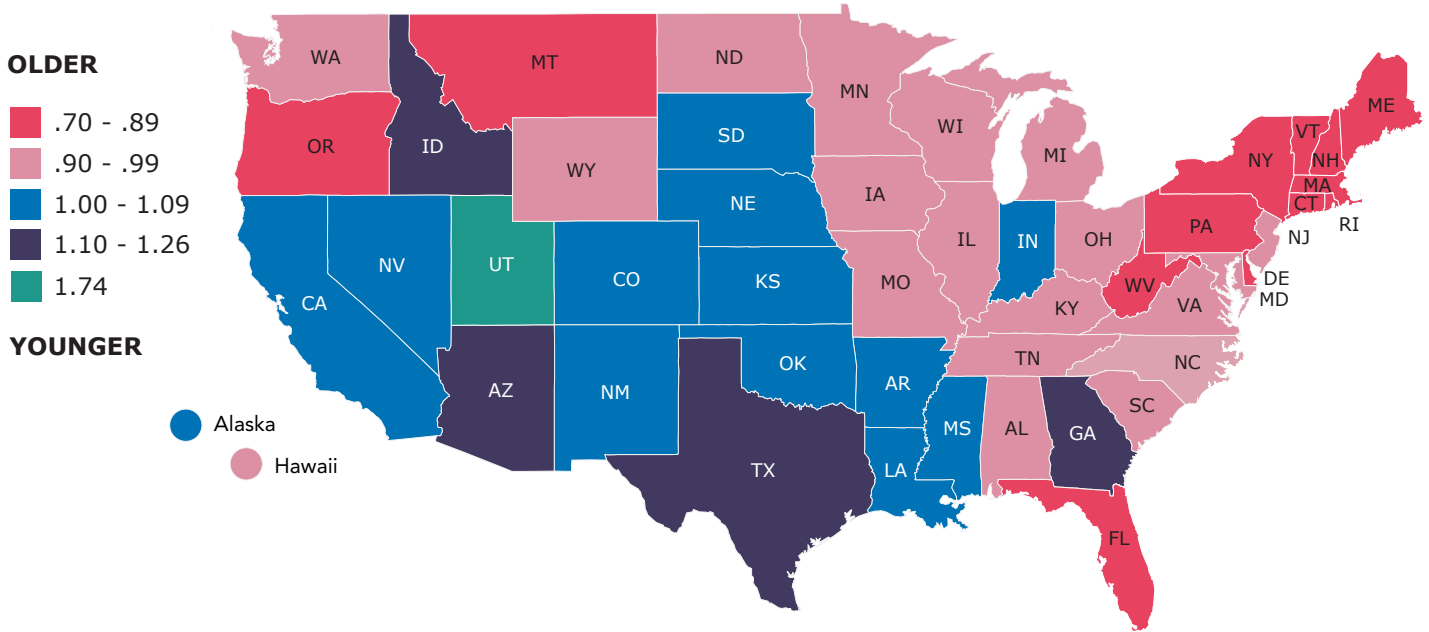 OLDER
.70 - .89
.90 - .99
1.00 - 1.09
1.10 - 1.26
1.74
YOUNGER
Alaska
Hawaii
WA
MT
ND
MN
OR
ID
WY
SD
WI
MI
NY
VT
NH
ME
MA
CT
RI
NJ
PA
NE
IA
IL
IN
OH
NV
UT
CO
KS
MO
WV
VA
DE
MD
CA
KY
TN
NC
AZ
NM
OK
AR
SC
TX
LA
MS
AL
GA
FL